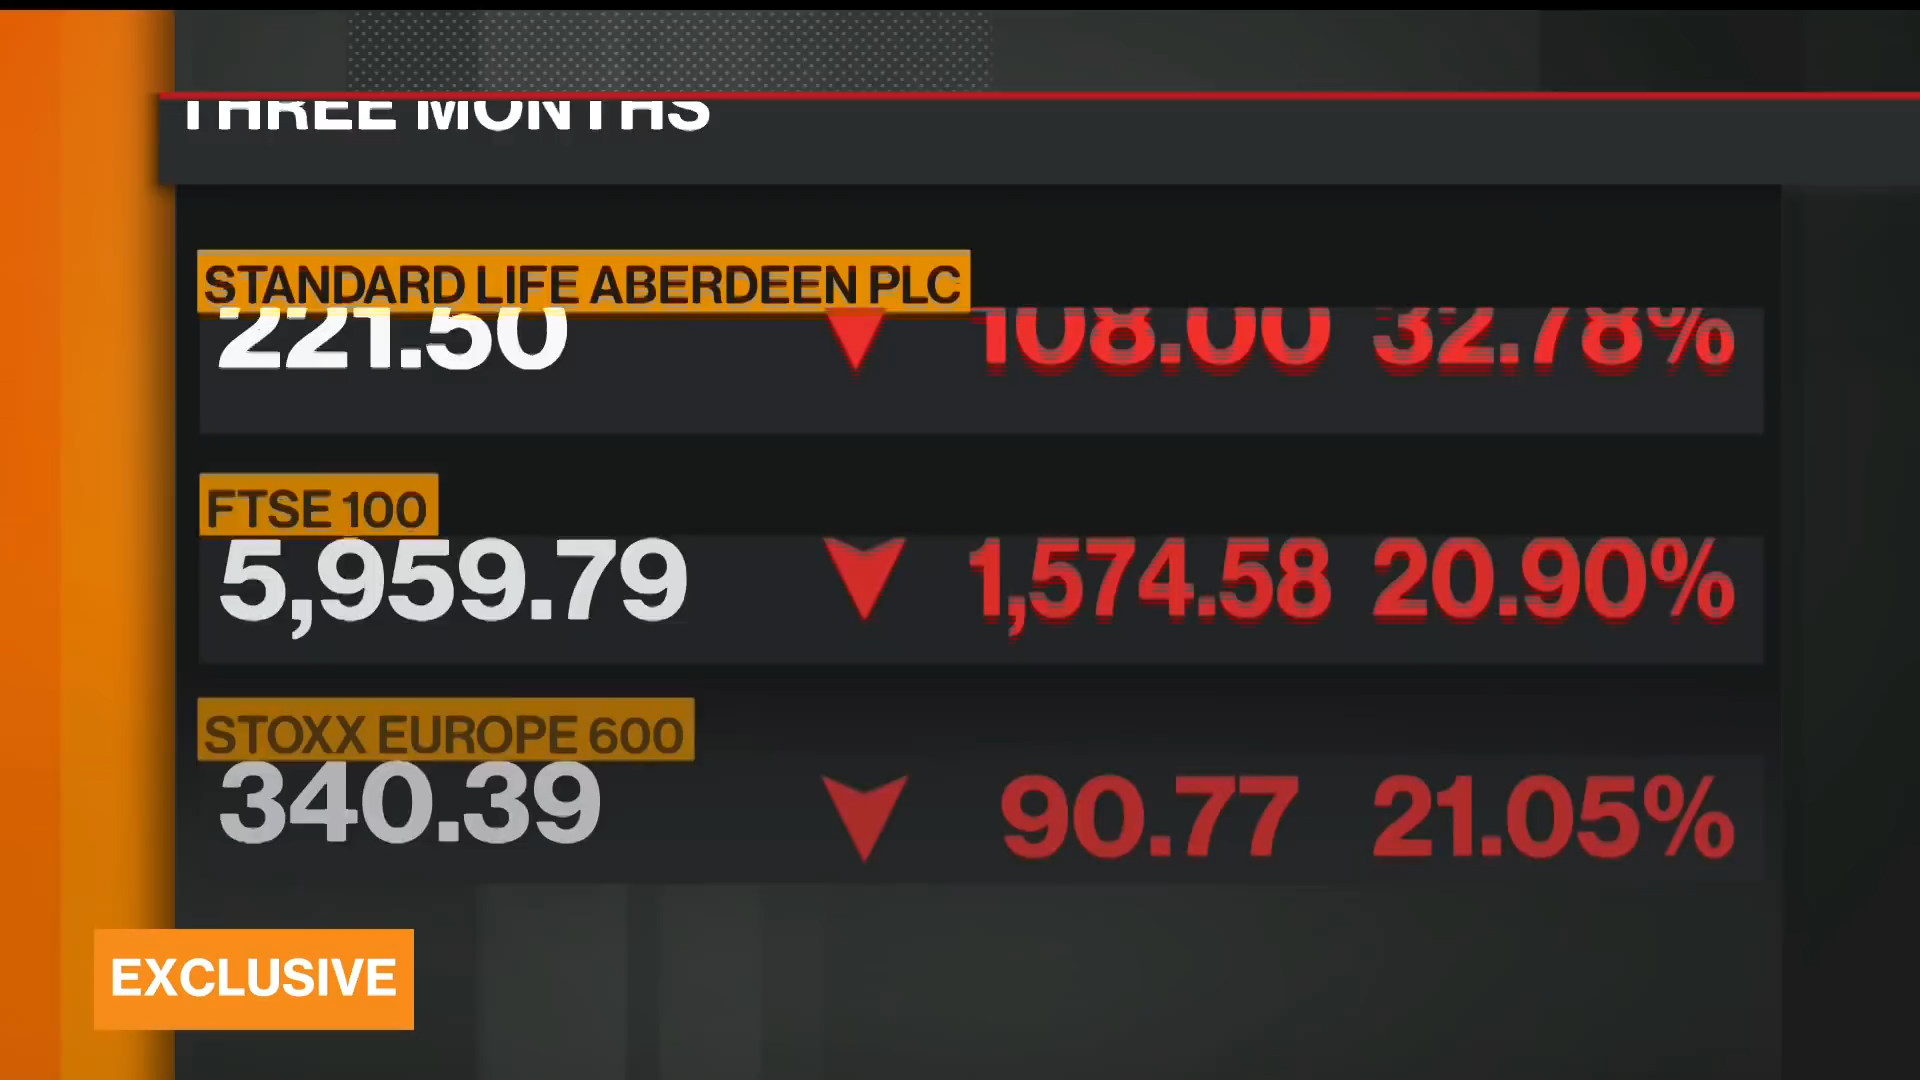 THREE MONTHS
STANDARD LIFE ABERDEEN PLC
221.50 108.00 32.78%
FTSE 100
5,959.79 1,574.58 20.90%
STOXX EUROPE 600
340.39 90.77 21.05%
EXCLUSIVE